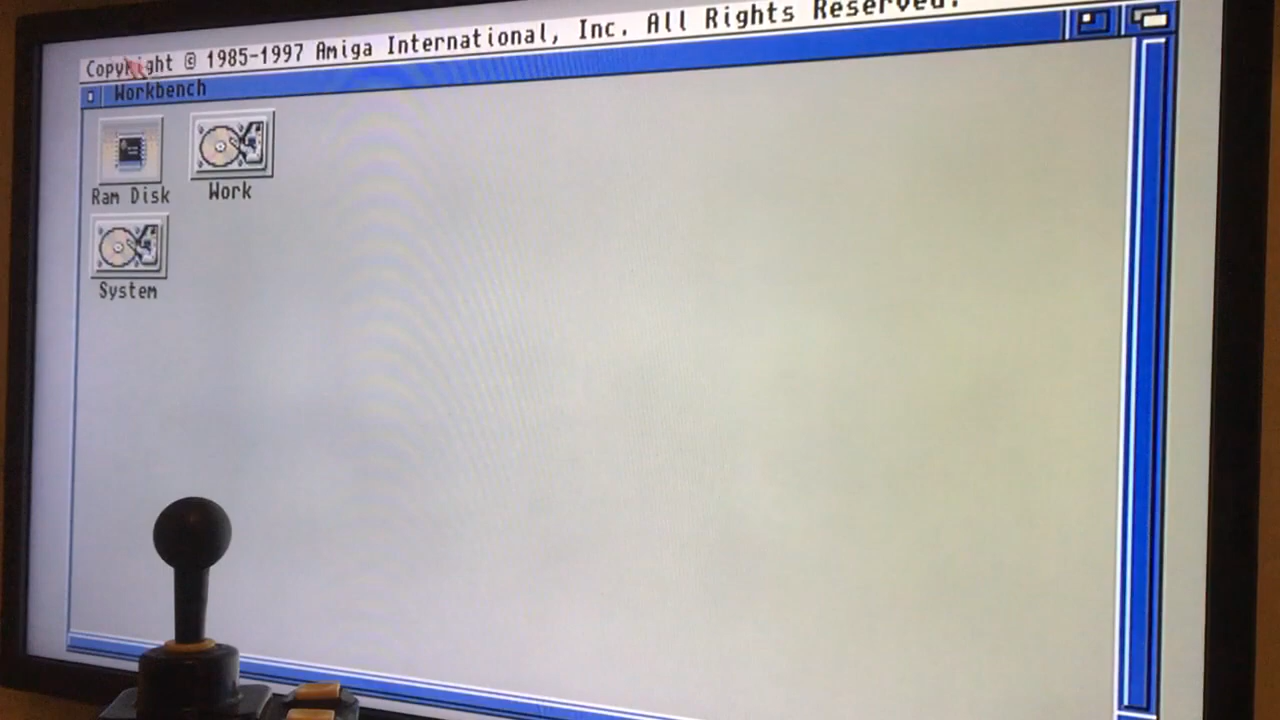 Copyright © 1985-1997 Amiga International, Inc. All Rights Reserved.
Workbench
Ram Disk
Work
System